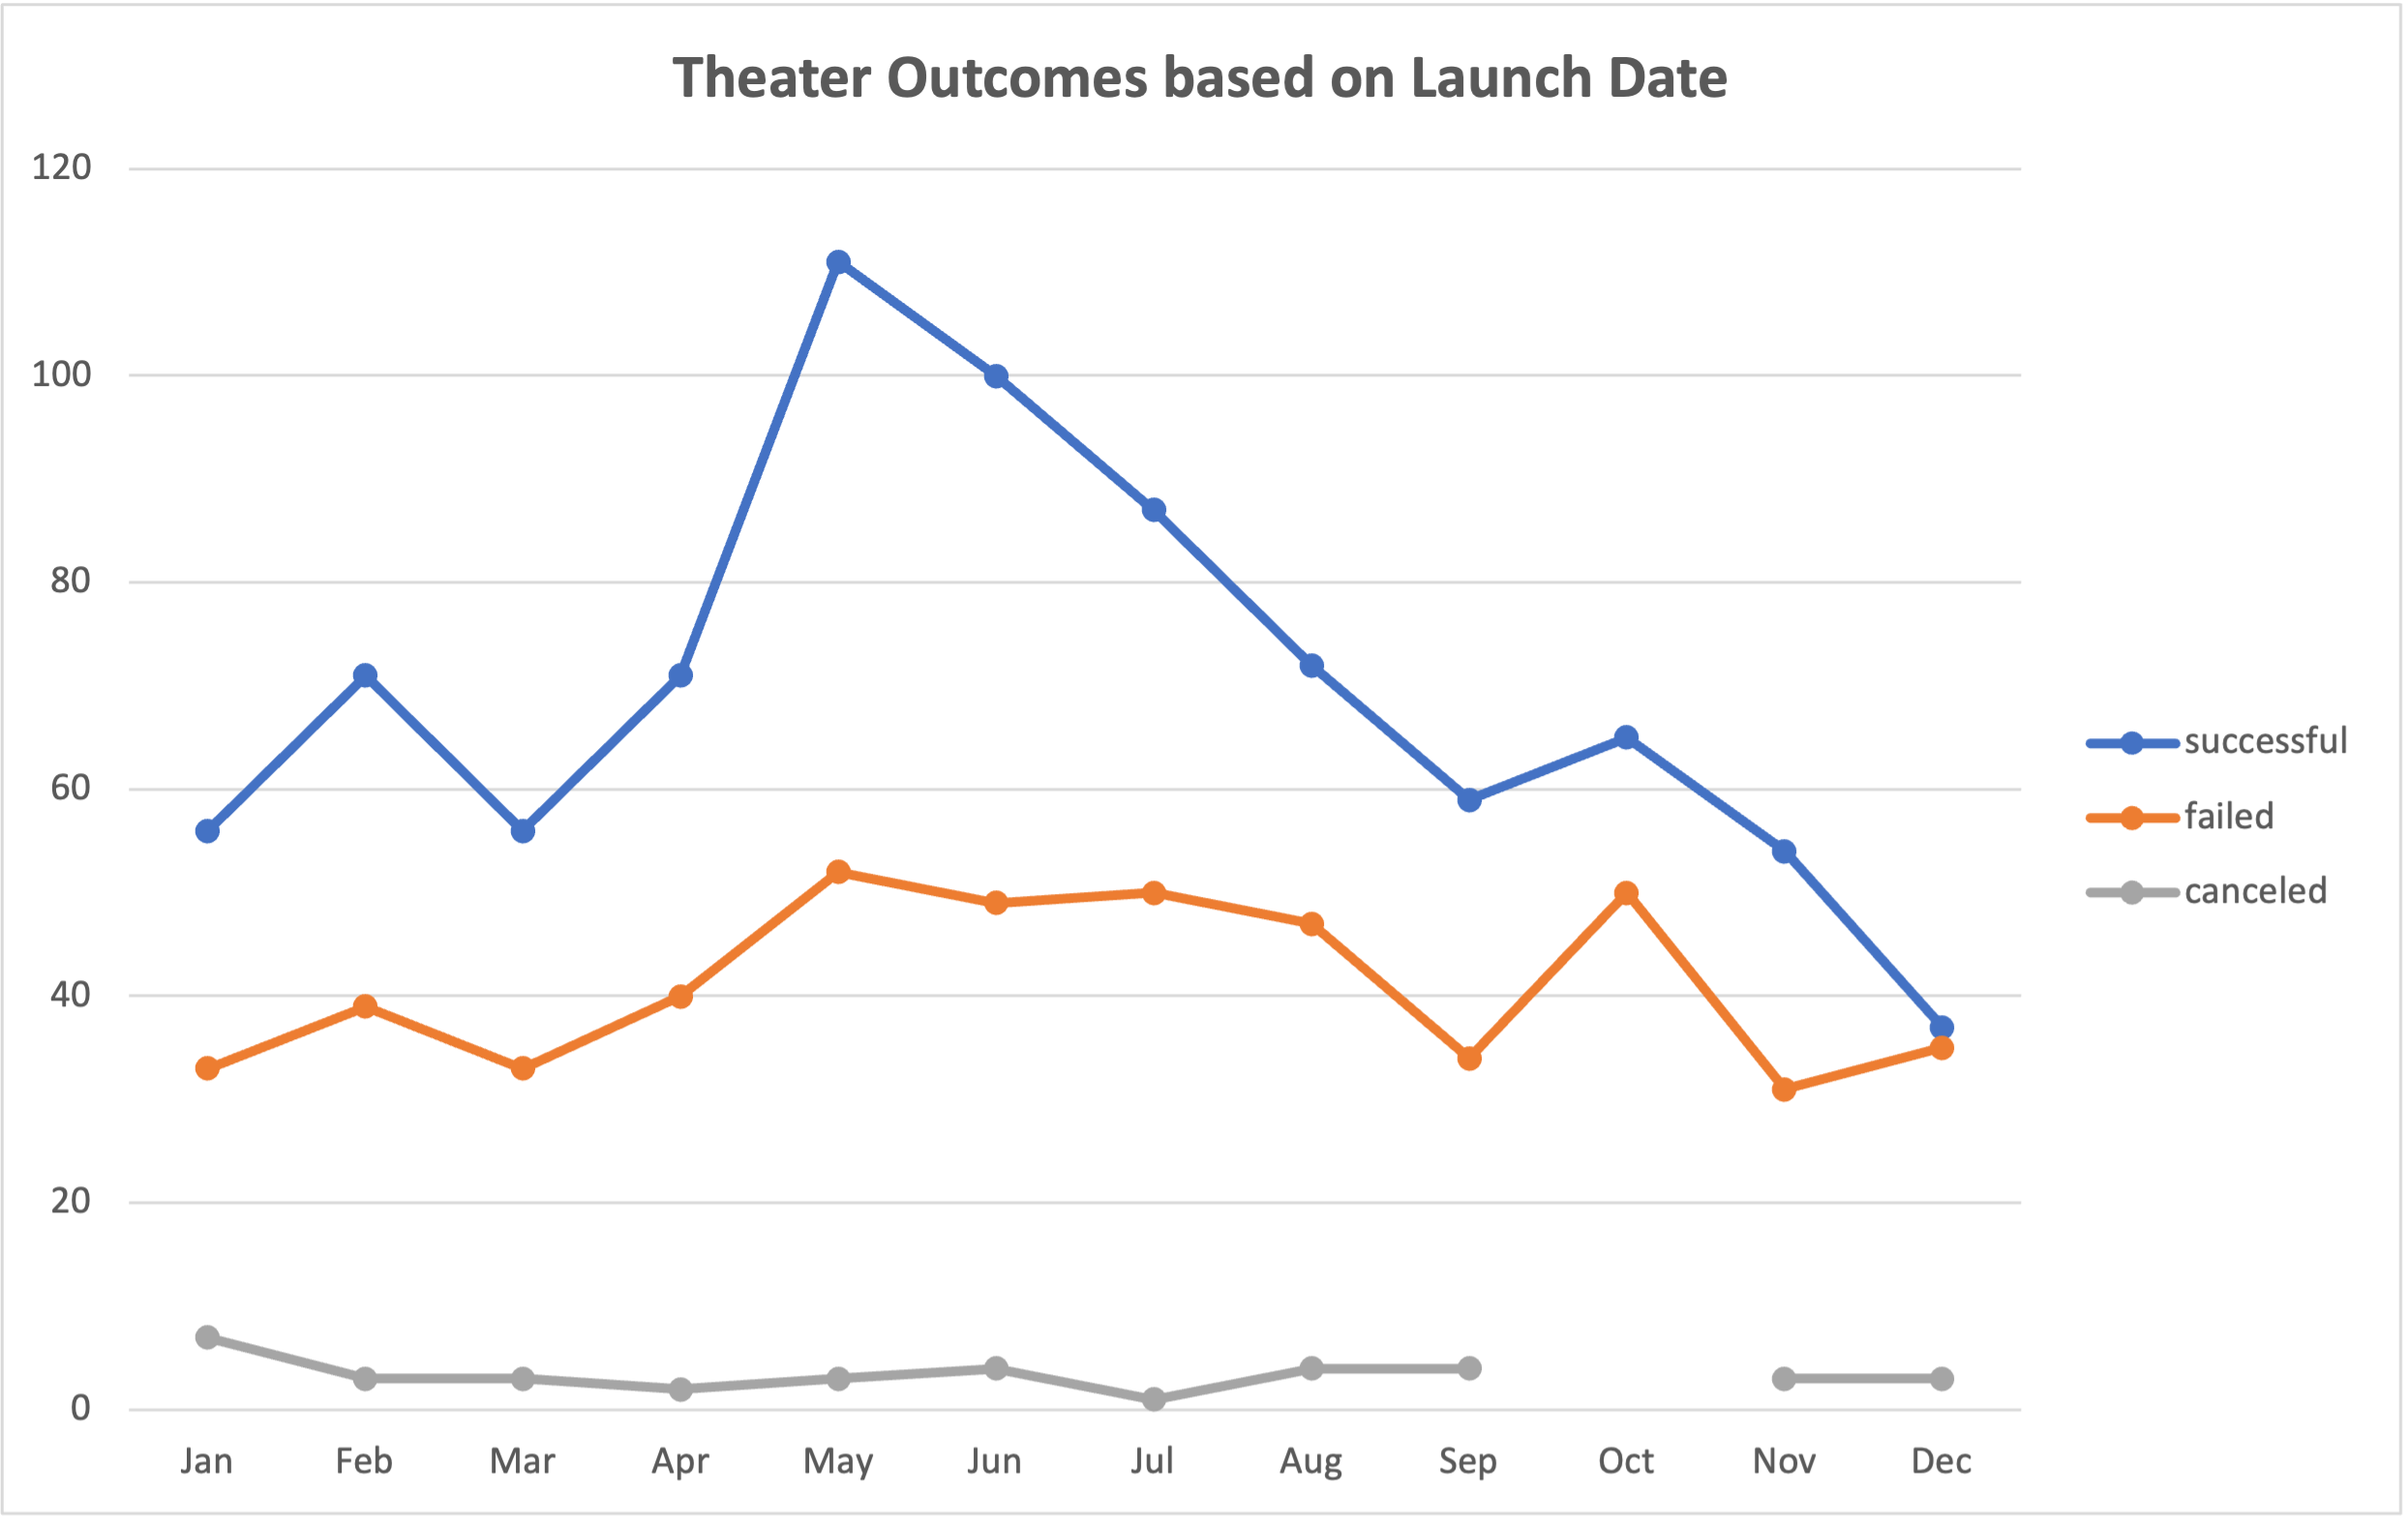 Theater Outcomes based on Launch Date
120
100
80
60
40
20
0
Jan Feb Mar Apr May Jun Jul Aug Sep Oct Nov Dec
successful
failed
canceled